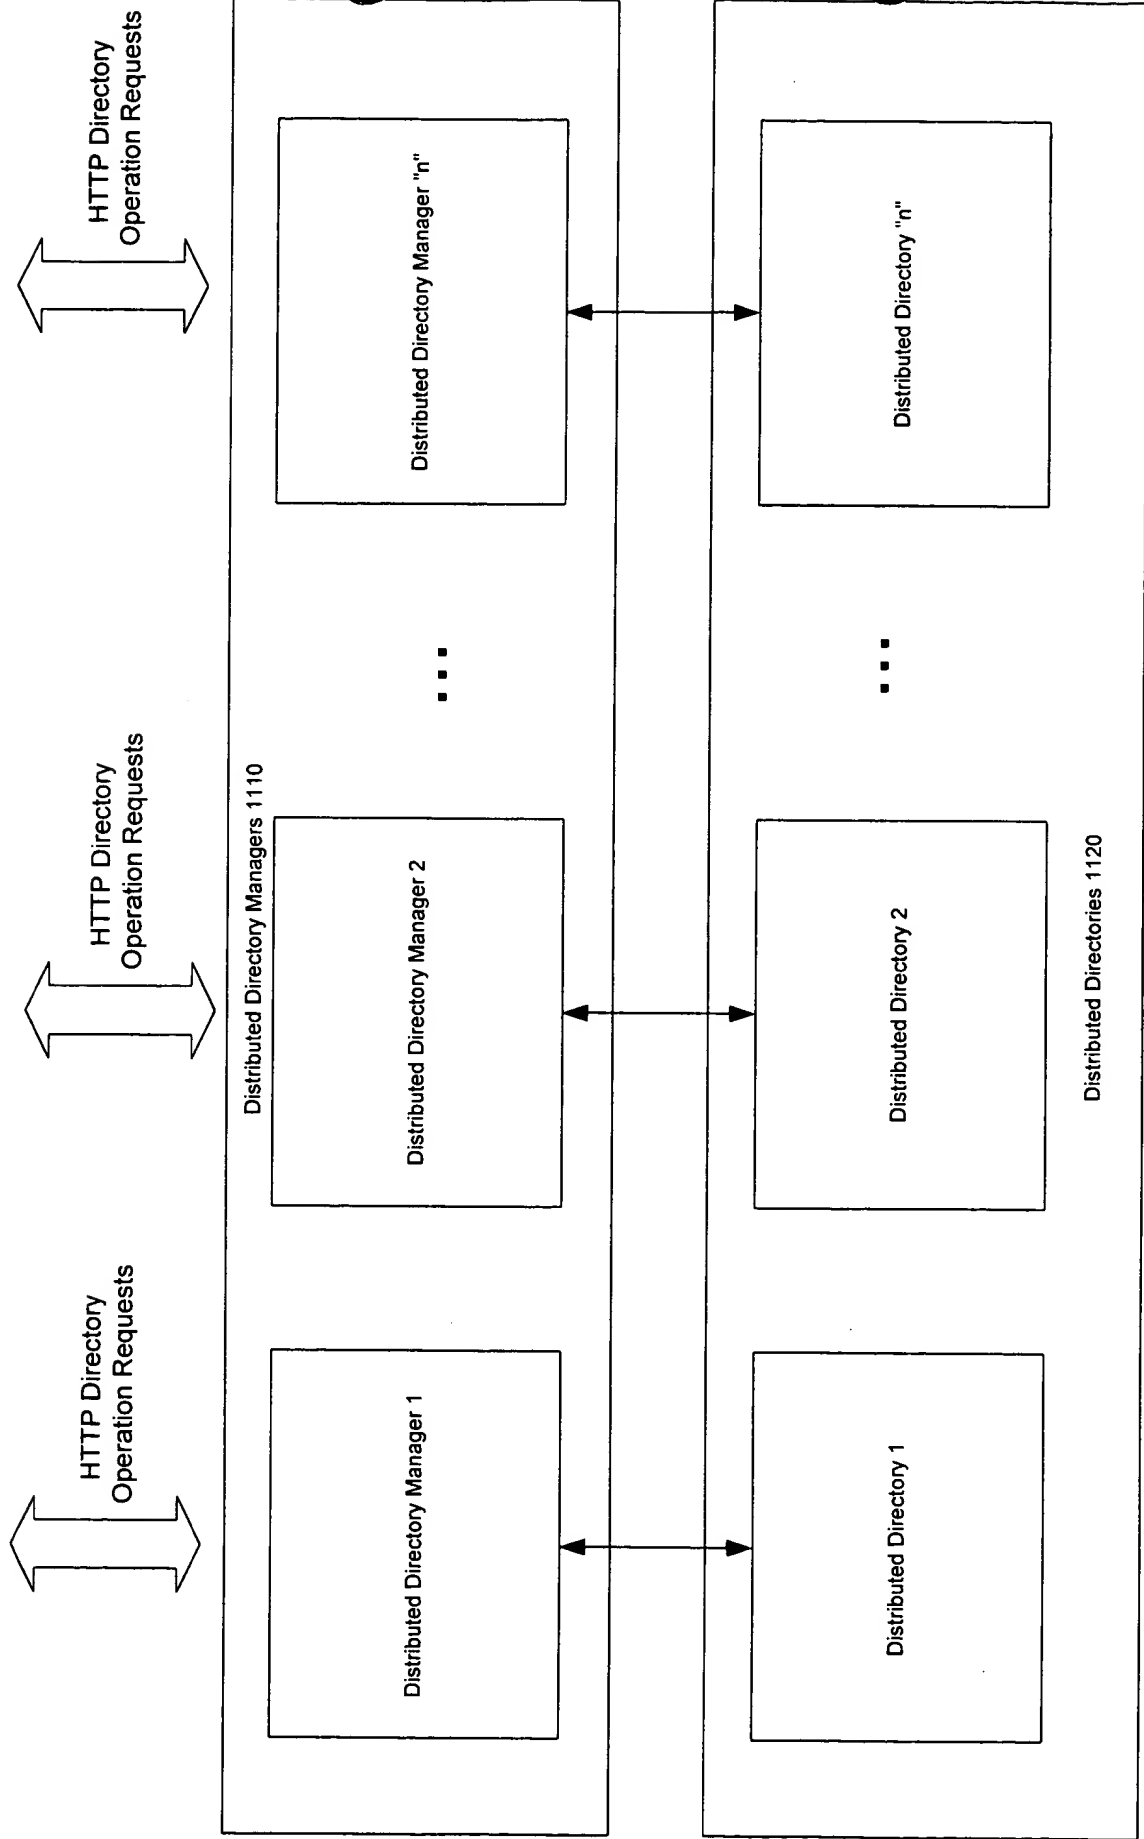 HTTP Directory
Operation Requests
HTTP Directory
Operation Requests
HTTP Directory
Operation Requests
Distributed Directory Managers 1110
Distributed Directory Manager 1
Distributed Directory Manager 2
...
Distributed Directory Manager "n"
Distributed Directory 1
Distributed Directory 2
...
Distributed Directory "n"
Distributed Directories 1120